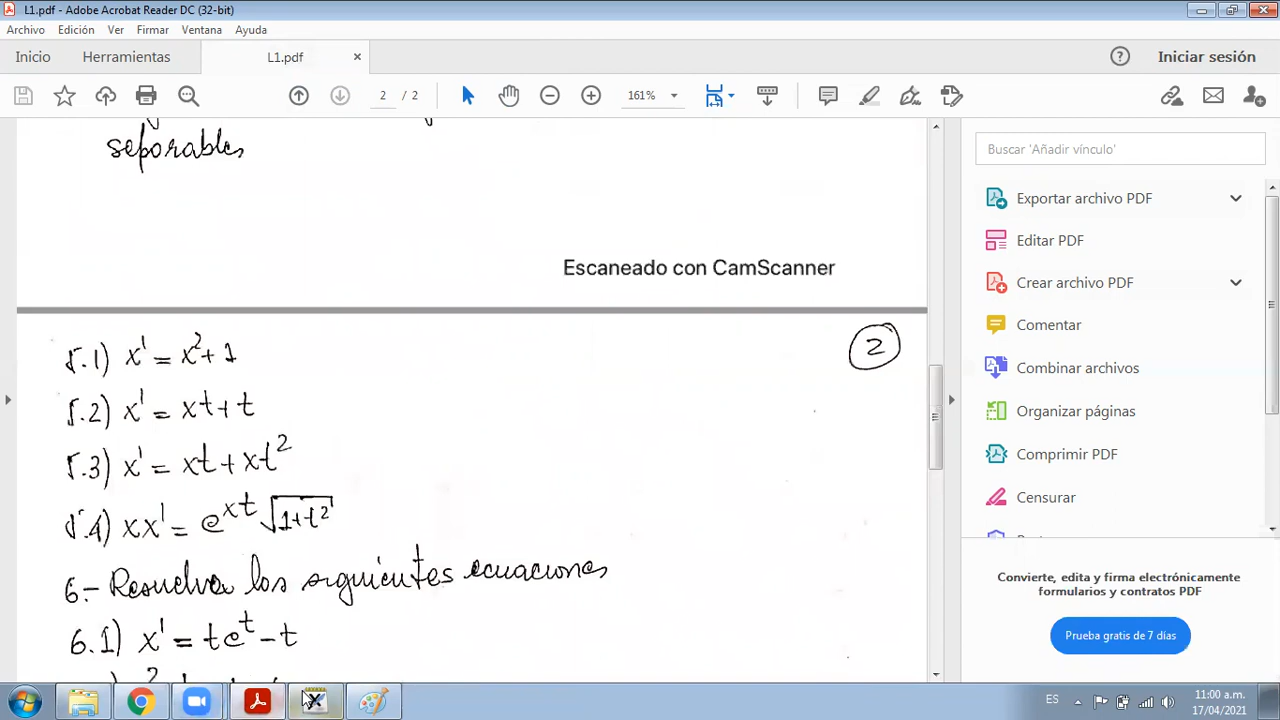 L1.pdf - Adobe Acrobat Reader DC (32-bit)
Archivo Edición Ver Firmar Ventana Ayuda
Inicio Herramientas L1.pdf × Iniciar sesión
2 / 2 161%
separables
Escaneado con CamScanner
2
5.1) x' = x² + 1
5.2) x' = xt + t
5.3) x' = xt + xt²
5.4) xx' = e^{xt} √(1+t²)
6.- Resuelva los siguientes ecuaciones
6.1) x' = te^t - t
Buscar 'Añadir vínculo'
Exportar archivo PDF
Editar PDF
Crear archivo PDF
Comentar
Combinar archivos
Organizar páginas
Comprimir PDF
Censurar
Convierte, edita y firma electrónicamente
formularios y contratos PDF
Prueba gratis de 7 días
ES 11:00 a.m.
17/04/2021